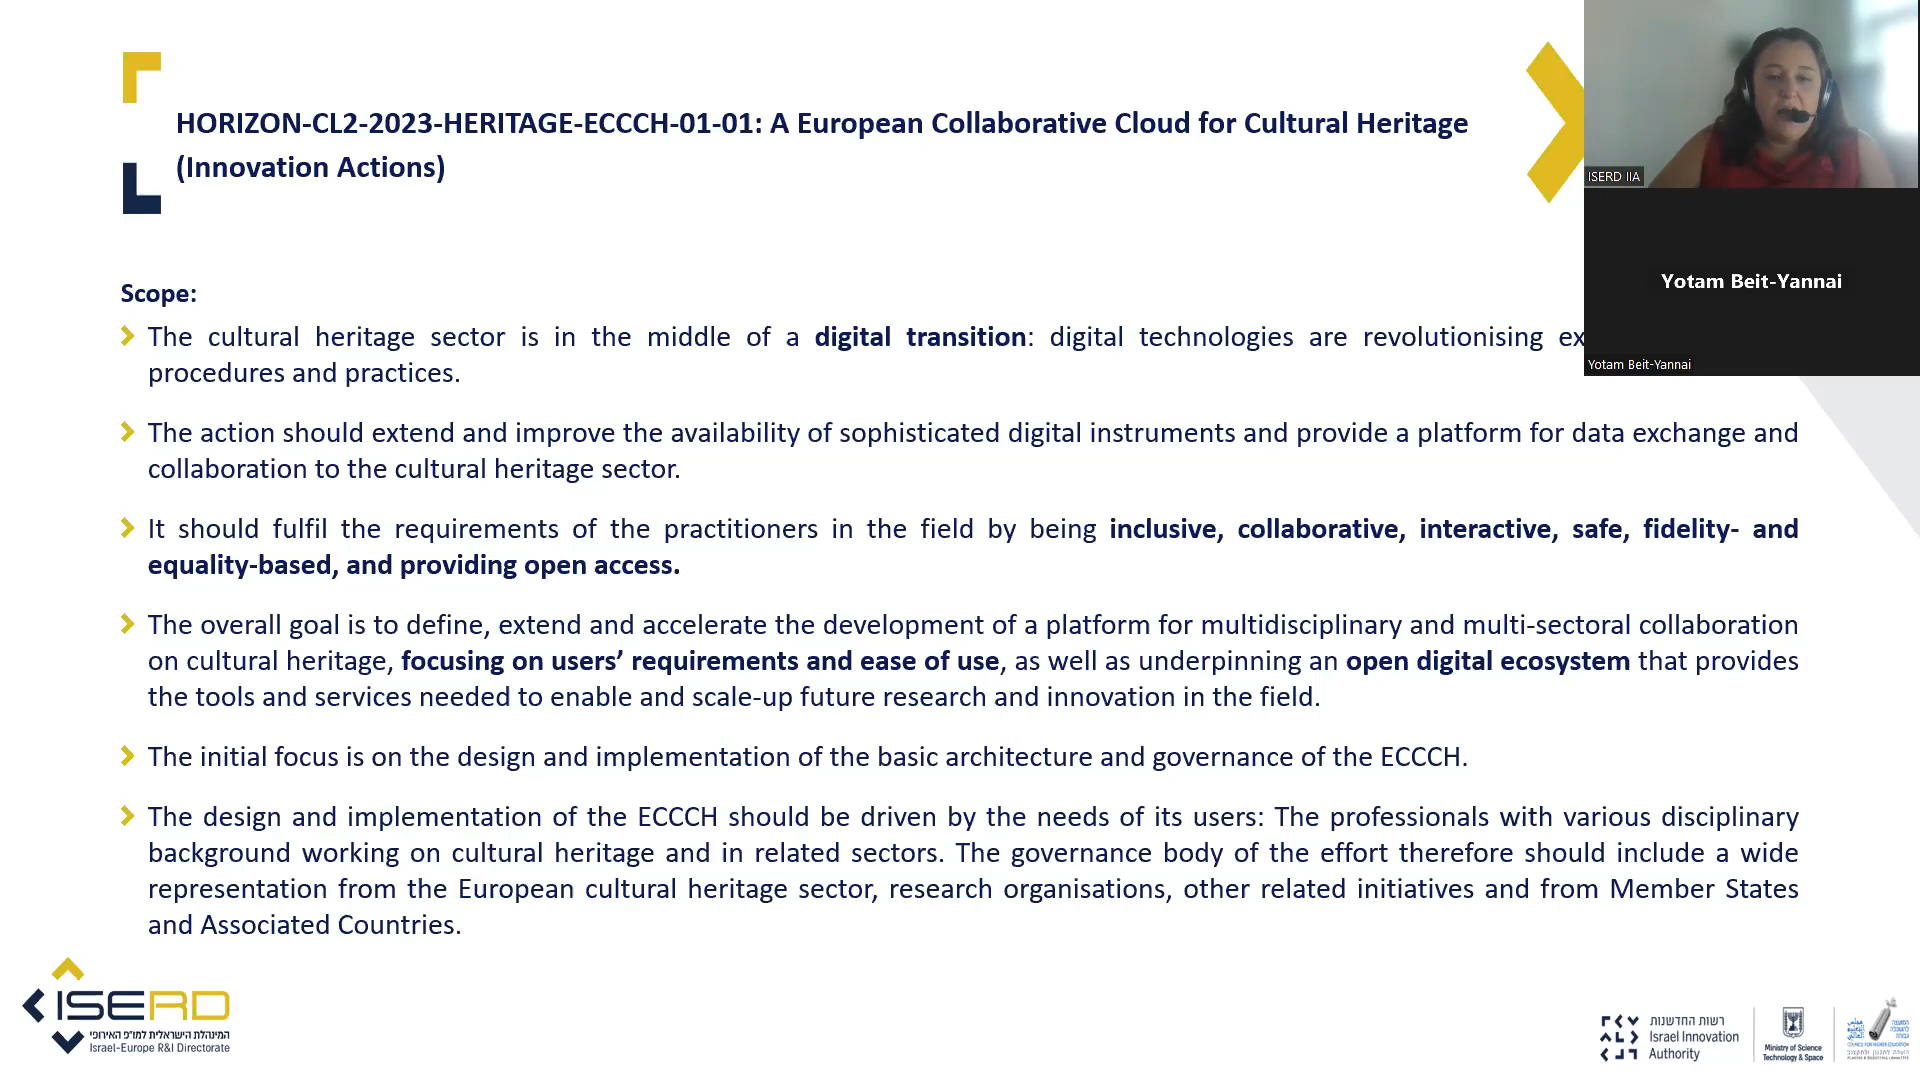 HORIZON-CL2-2023-HERITAGE-ECCCH-01-01: A European Collaborative Cloud for Cultural Heritage
(Innovation Actions)
ISERD IIA
Yotam Beit-Yannai
Yotam Beit-Yannai
Scope:
The cultural heritage sector is in the middle of a digital transition: digital technologies are revolutionising
procedures and practices.
The action should extend and improve the availability of sophisticated digital instruments and provide a platform for data exchange and
collaboration to the cultural heritage sector.
It should fulfil the requirements of the practitioners in the field by being inclusive, collaborative, interactive, safe, fidelity- and
equality-based, and providing open access.
The overall goal is to define, extend and accelerate the development of a platform for multidisciplinary and multi-sectoral collaboration
on cultural heritage, focusing on users’ requirements and ease of use, as well as underpinning an open digital ecosystem that provides
the tools and services needed to enable and scale-up future research and innovation in the field.
The initial focus is on the design and implementation of the basic architecture and governance of the ECCCH.
The design and implementation of the ECCCH should be driven by the needs of its users: The professionals with various disciplinary
background working on cultural heritage and in related sectors. The governance body of the effort therefore should include a wide
representation from the European cultural heritage sector, research organisations, other related initiatives and from Member States
and Associated Countries.
ISERD
המינהלת הישראלית למו״פ האירופי
Israel-Europe R&I Directorate
רשות החדשנות
Israel Innovation
Authority
Ministry of Science
Technology & Space